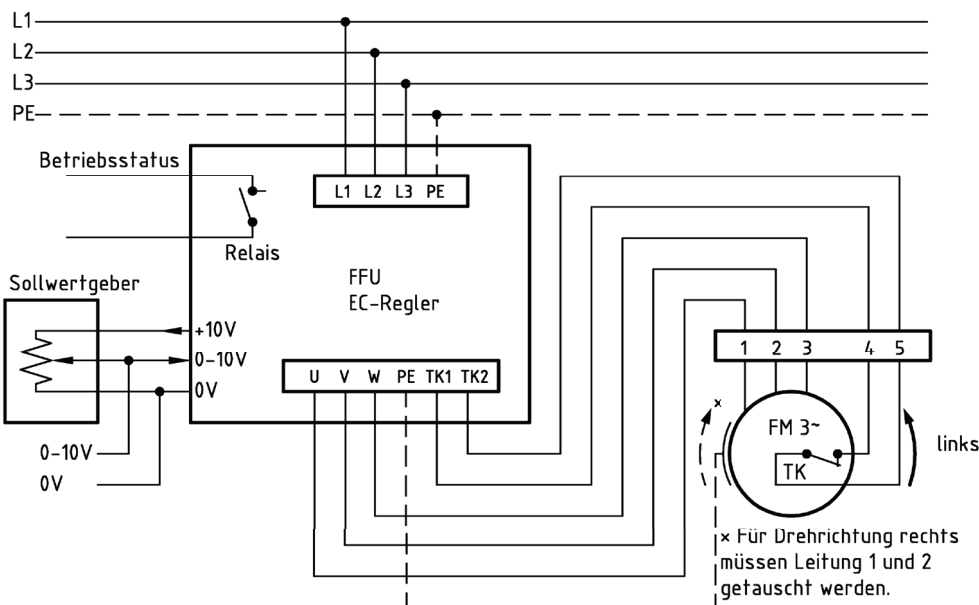 L1
L2
L3
PE
Betriebsstatus
L1 L2 L3 PE
Relais
Sollwertgeber
FFU
EC-Regler
+10V
0-10V
0V
U V W PE TK1 TK2
1 2 3 4 5
0-10V
0V
×
FM 3~
TK
links
× Für Drehrichtung rechts
müssen Leitung 1 und 2
getauscht werden.